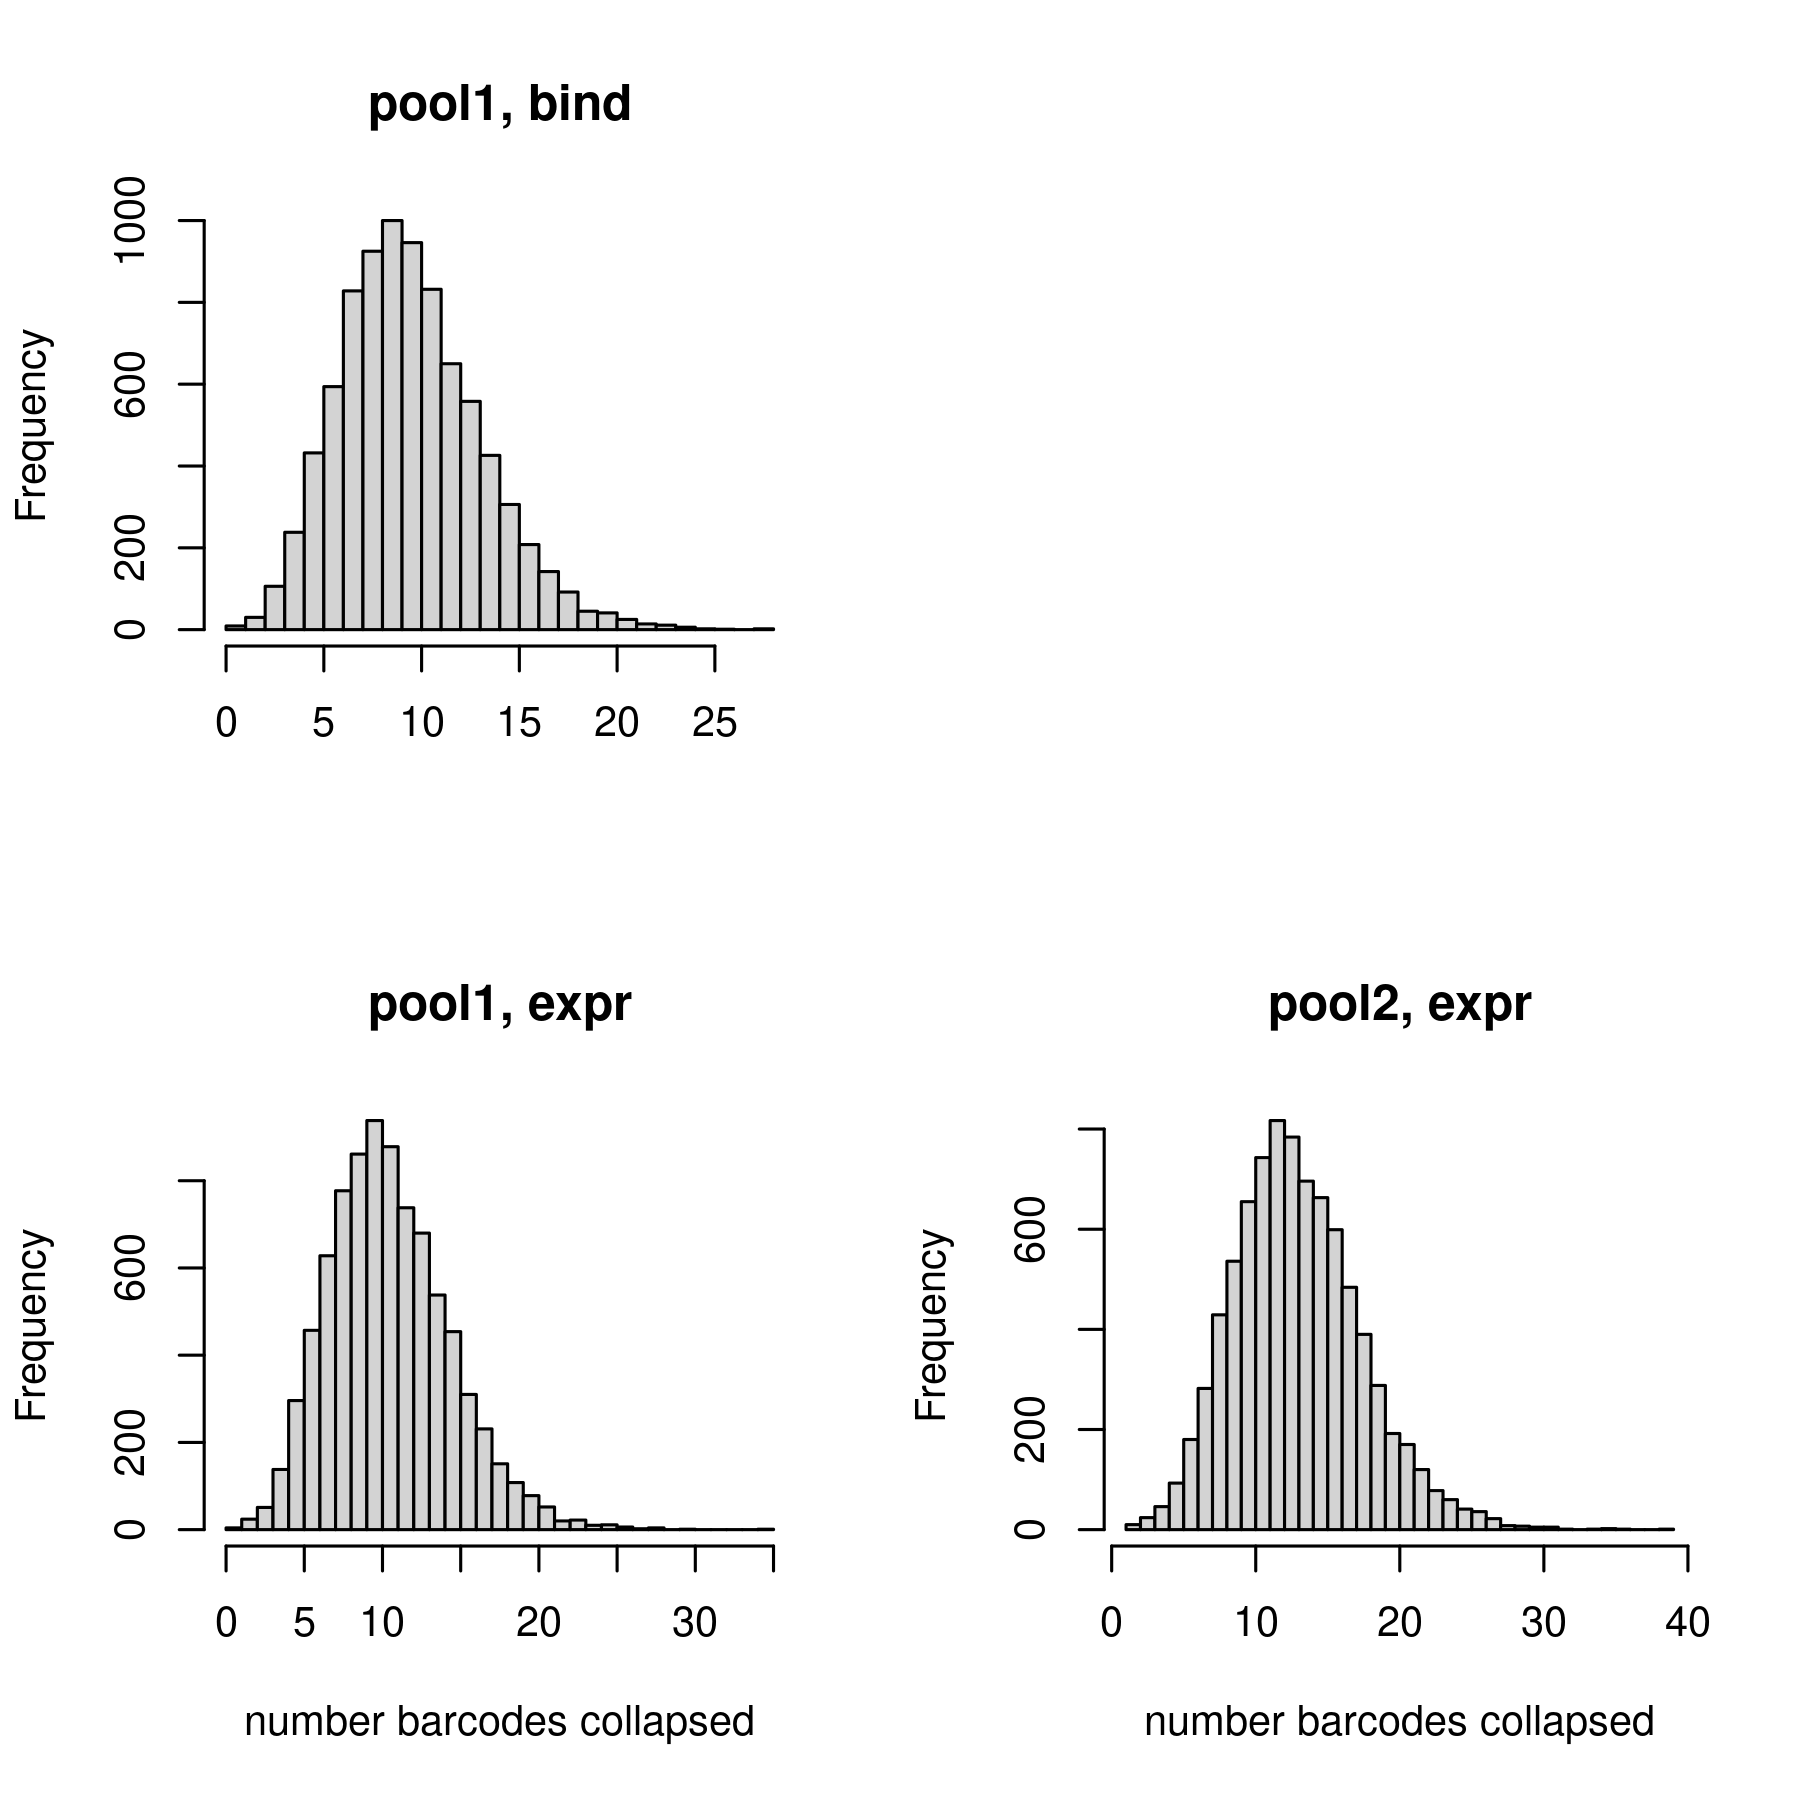 pool1, bind
Frequency
1000
600
200
0
0 5 10 15 20 25
pool1, expr
Frequency
600
200
0
0 5 10 20 30
number barcodes collapsed
pool2, expr
Frequency
600
200
0
0 10 20 30 40
number barcodes collapsed